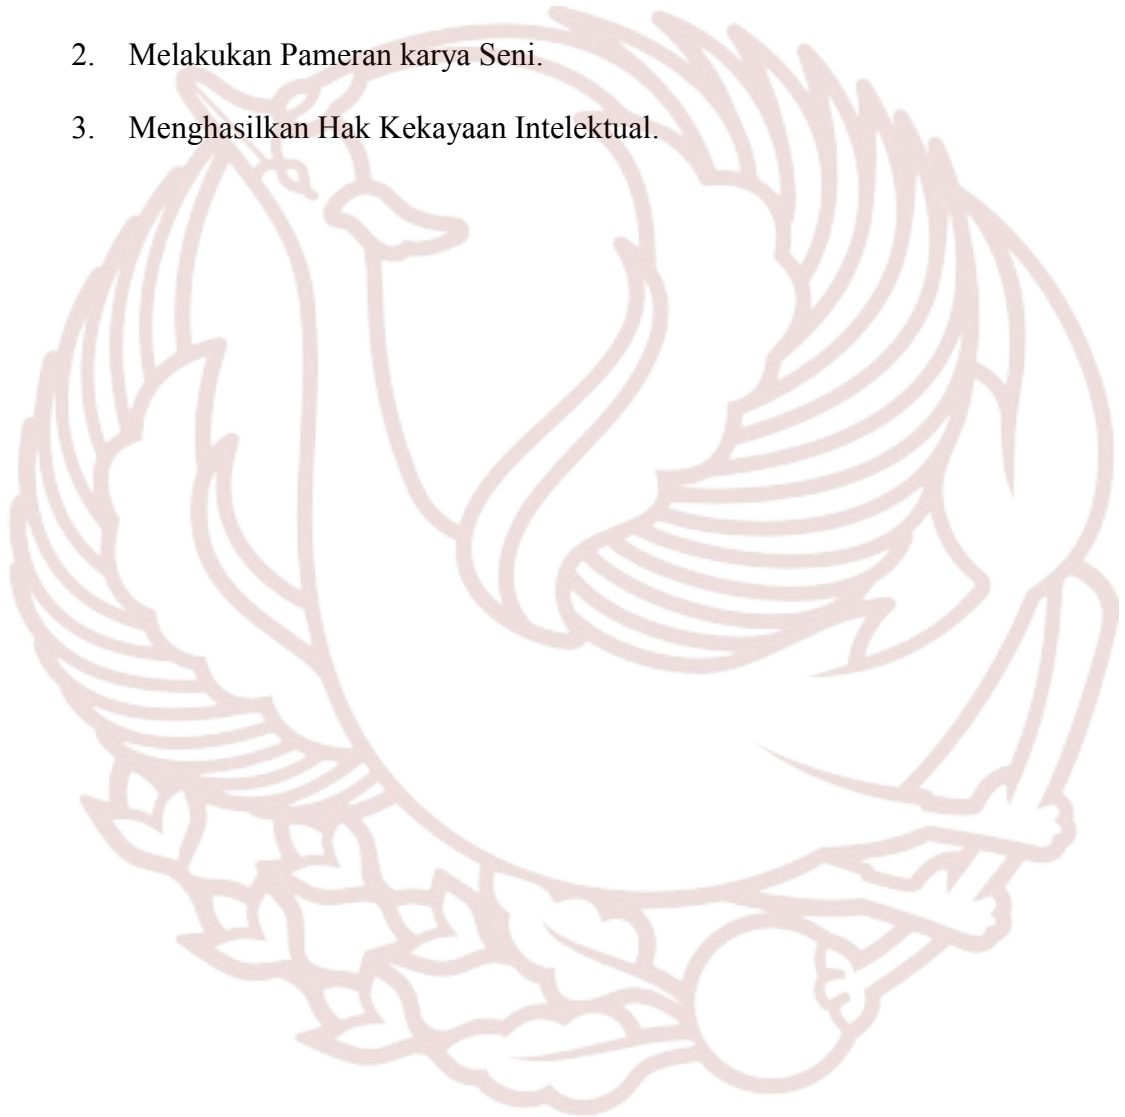 2. Melakukan Pameran karya Seni.
3. Menghasilkan Hak Kekayaan Intelektual.